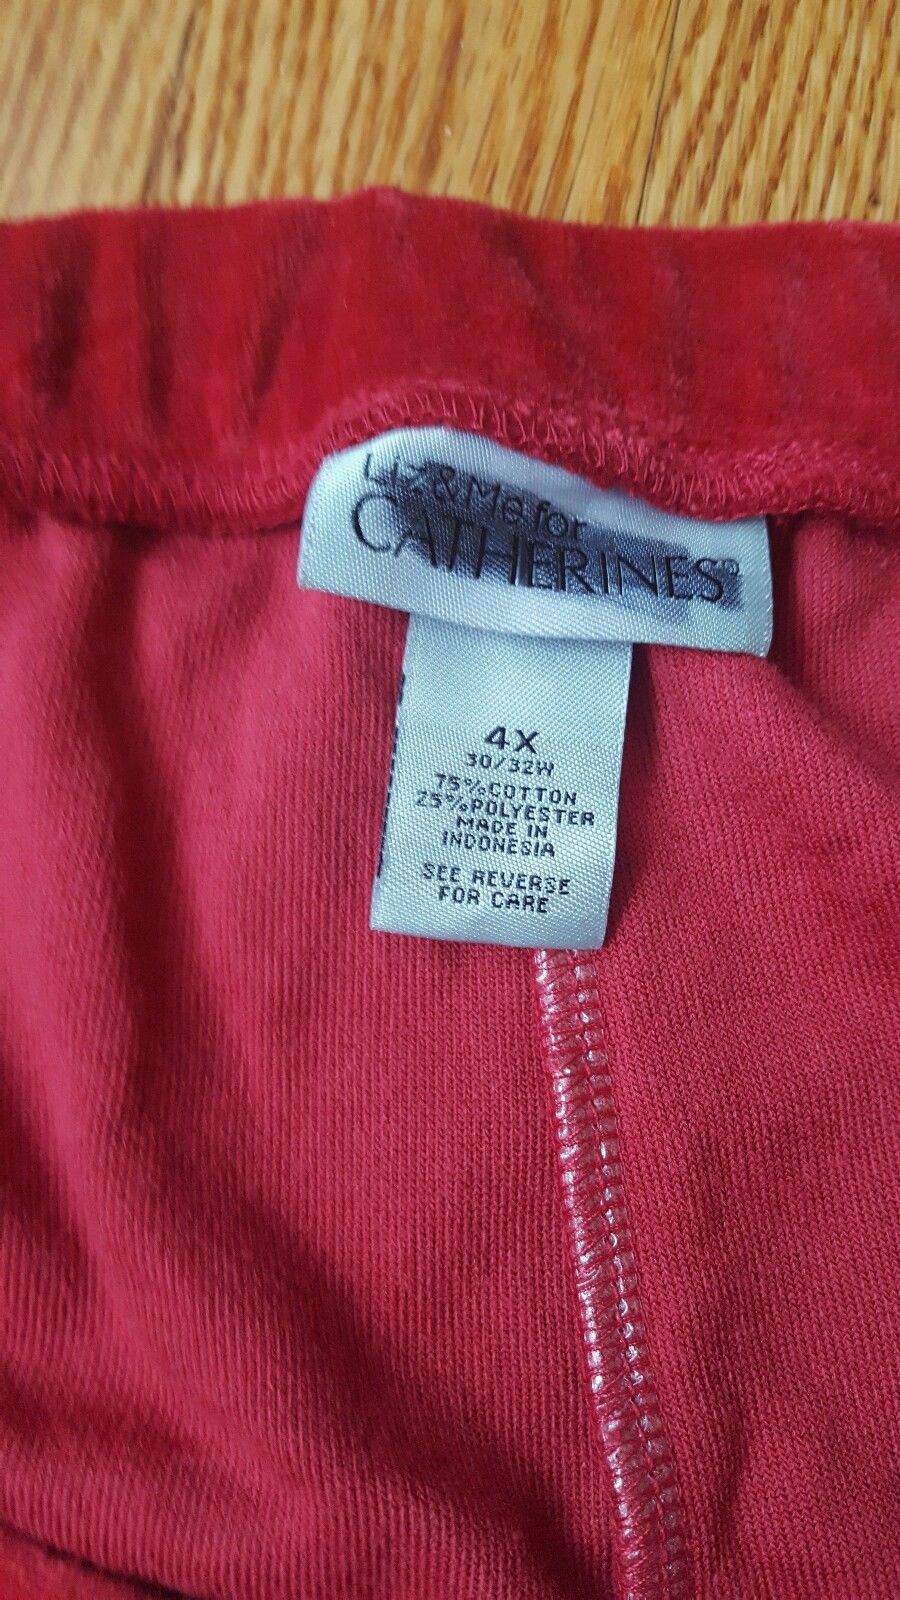 Liz & Me for
CATHERINES®
4X
30/32W
75% COTTON
25% POLYESTER
MADE IN
INDONESIA
SEE REVERSE
FOR CARE